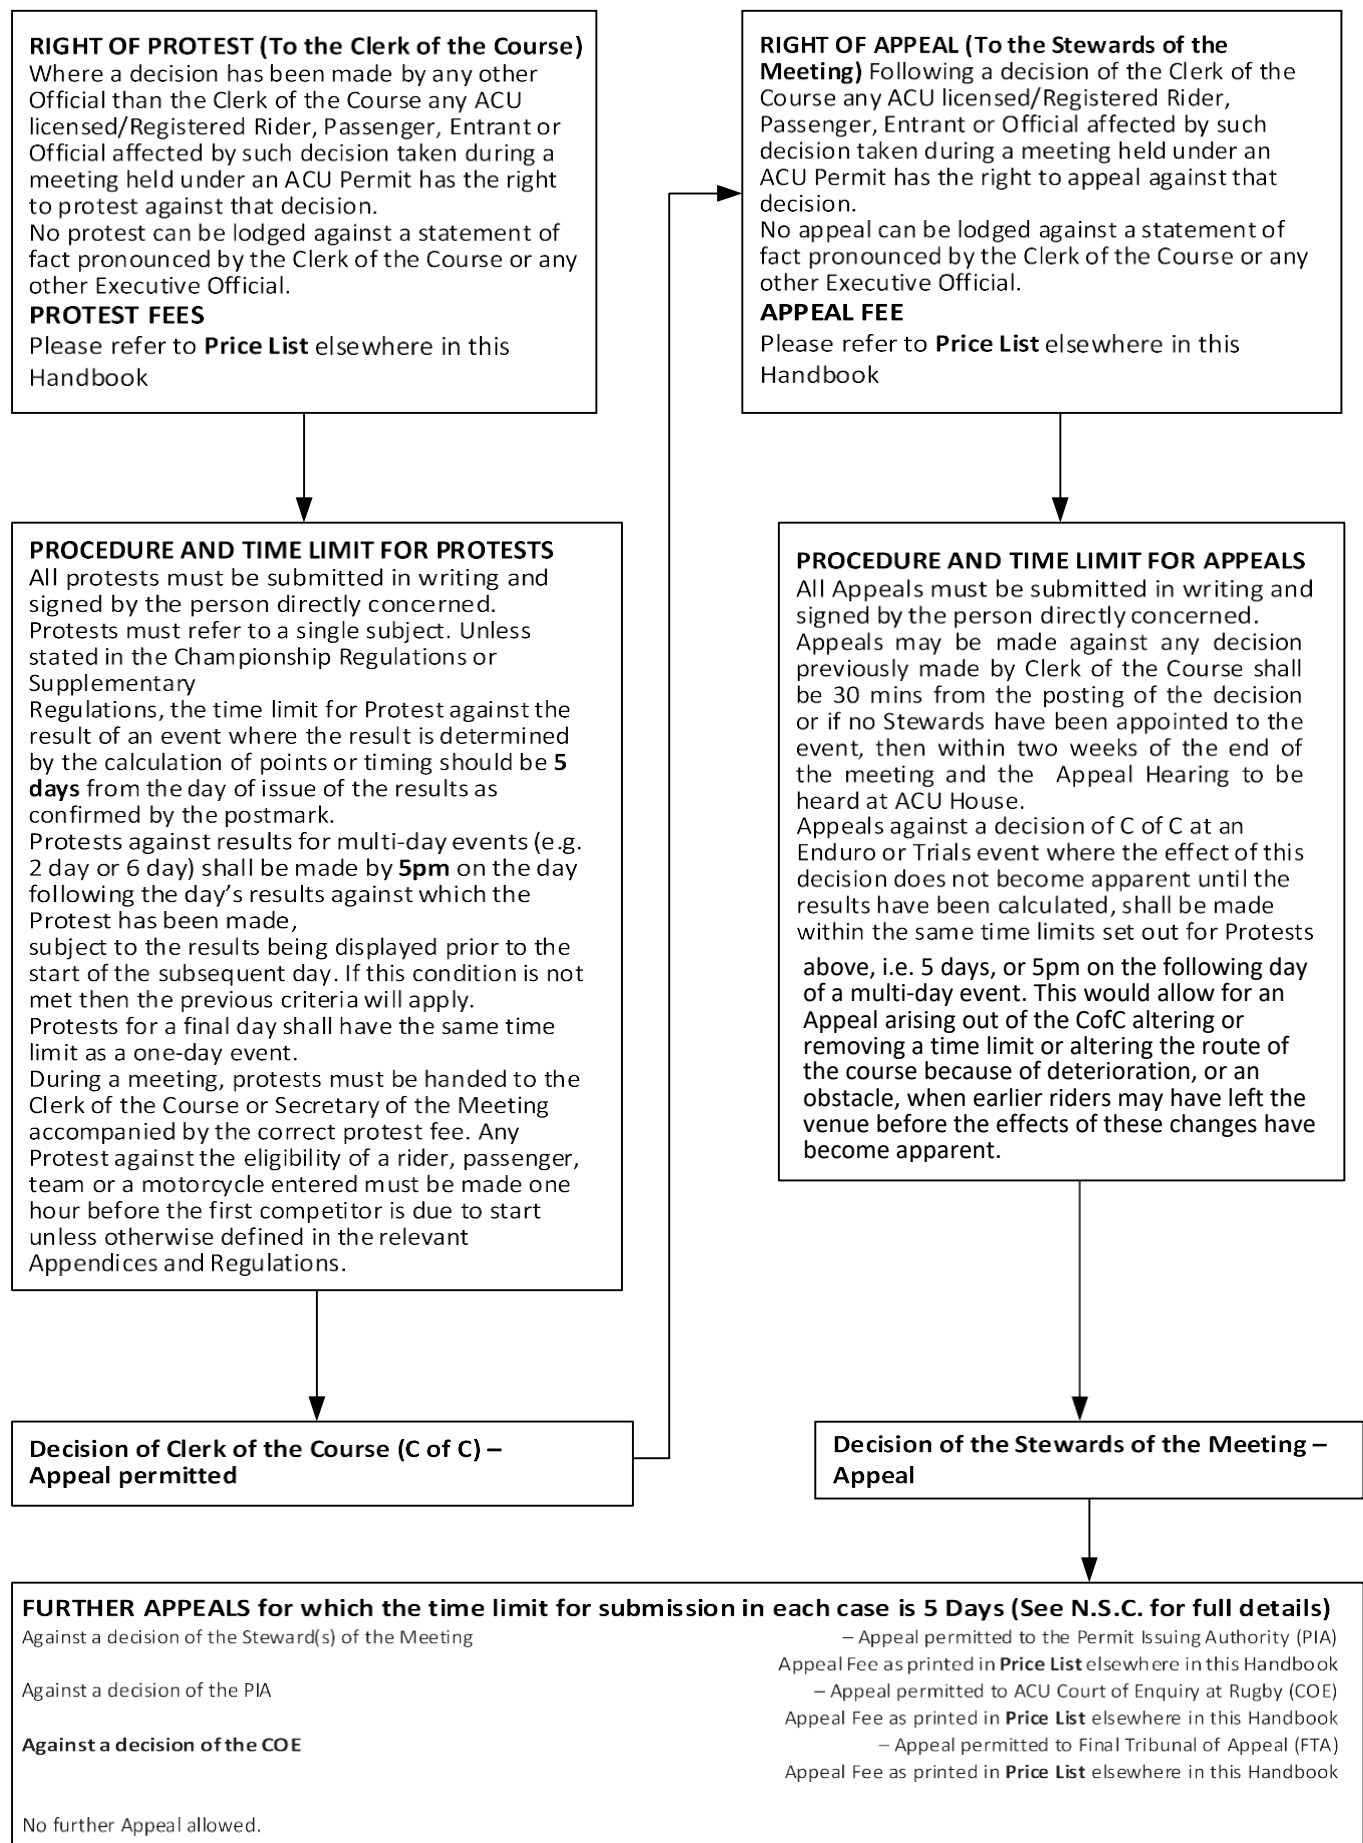 RIGHT OF PROTEST (To the Clerk of the Course)
Where a decision has been made by any other
Official than the Clerk of the Course any ACU
licensed/Registered Rider, Passenger, Entrant or
Official affected by such decision taken during a
meeting held under an ACU Permit has the right
to protest against that decision.
No protest can be lodged against a statement of
fact pronounced by the Clerk of the Course or any
other Executive Official.
PROTEST FEES
Please refer to Price List elsewhere in this
Handbook
PROCEDURE AND TIME LIMIT FOR PROTESTS
All protests must be submitted in writing and
signed by the person directly concerned.
Protests must refer to a single subject. Unless
stated in the Championship Regulations or
Supplementary
Regulations, the time limit for Protest against the
result of an event where the result is determined
by the calculation of points or timing should be 5
days from the day of issue of the results as
confirmed by the postmark.
Protests against results for multi-day events (e.g.
2 day or 6 day) shall be made by 5pm on the day
following the day's results against which the
Protest has been made,
subject to the results being displayed prior to the
start of the subsequent day. If this condition is not
met then the previous criteria will apply.
Protests for a final day shall have the same time
limit as a one-day event.
During a meeting, protests must be handed to the
Clerk of the Course or Secretary of the Meeting
accompanied by the correct protest fee. Any
Protest against the eligibility of a rider, passenger,
team or a motorcycle entered must be made one
hour before the first competitor is due to start
unless otherwise defined in the relevant
Appendices and Regulations.
Decision of Clerk of the Course (C of C) –
Appeal permitted
RIGHT OF APPEAL (To the Stewards of the
Meeting) Following a decision of the Clerk of the
Course any ACU licensed/Registered Rider,
Passenger, Entrant or Official affected by such
decision taken during a meeting held under an
ACU Permit has the right to appeal against that
decision.
No appeal can be lodged against a statement of
fact pronounced by the Clerk of the Course or any
other Executive Official.
APPEAL FEE
Please refer to Price List elsewhere in this
Handbook
PROCEDURE AND TIME LIMIT FOR APPEALS
All Appeals must be submitted in writing and
signed by the person directly concerned.
Appeals may be made against any decision
previously made by Clerk of the Course shall
be 30 mins from the posting of the decision
or if no Stewards have been appointed to the
event, then within two weeks of the end of
the meeting and the Appeal Hearing to be
heard at ACU House.
Appeals against a decision of C of C at an
Enduro or Trials event where the effect of this
decision does not become apparent until the
results have been calculated, shall be made
within the same time limits set out for Protests
above, i.e. 5 days, or 5pm on the following day
of a multi-day event. This would allow for an
Appeal arising out of the CofC altering or
removing a time limit or altering the route of
the course because of deterioration, or an
obstacle, when earlier riders may have left the
venue before the effects of these changes have
become apparent.
Decision of the Stewards of the Meeting –
Appeal
FURTHER APPEALS for which the time limit for submission in each case is 5 Days (See N.S.C. for full details)
Against a decision of the Steward(s) of the Meeting – Appeal permitted to the Permit Issuing Authority (PIA)
Appeal Fee as printed in Price List elsewhere in this Handbook
Against a decision of the PIA – Appeal permitted to ACU Court of Enquiry at Rugby (COE)
Appeal Fee as printed in Price List elsewhere in this Handbook
Against a decision of the COE – Appeal permitted to Final Tribunal of Appeal (FTA)
Appeal Fee as printed in Price List elsewhere in this Handbook
No further Appeal allowed.